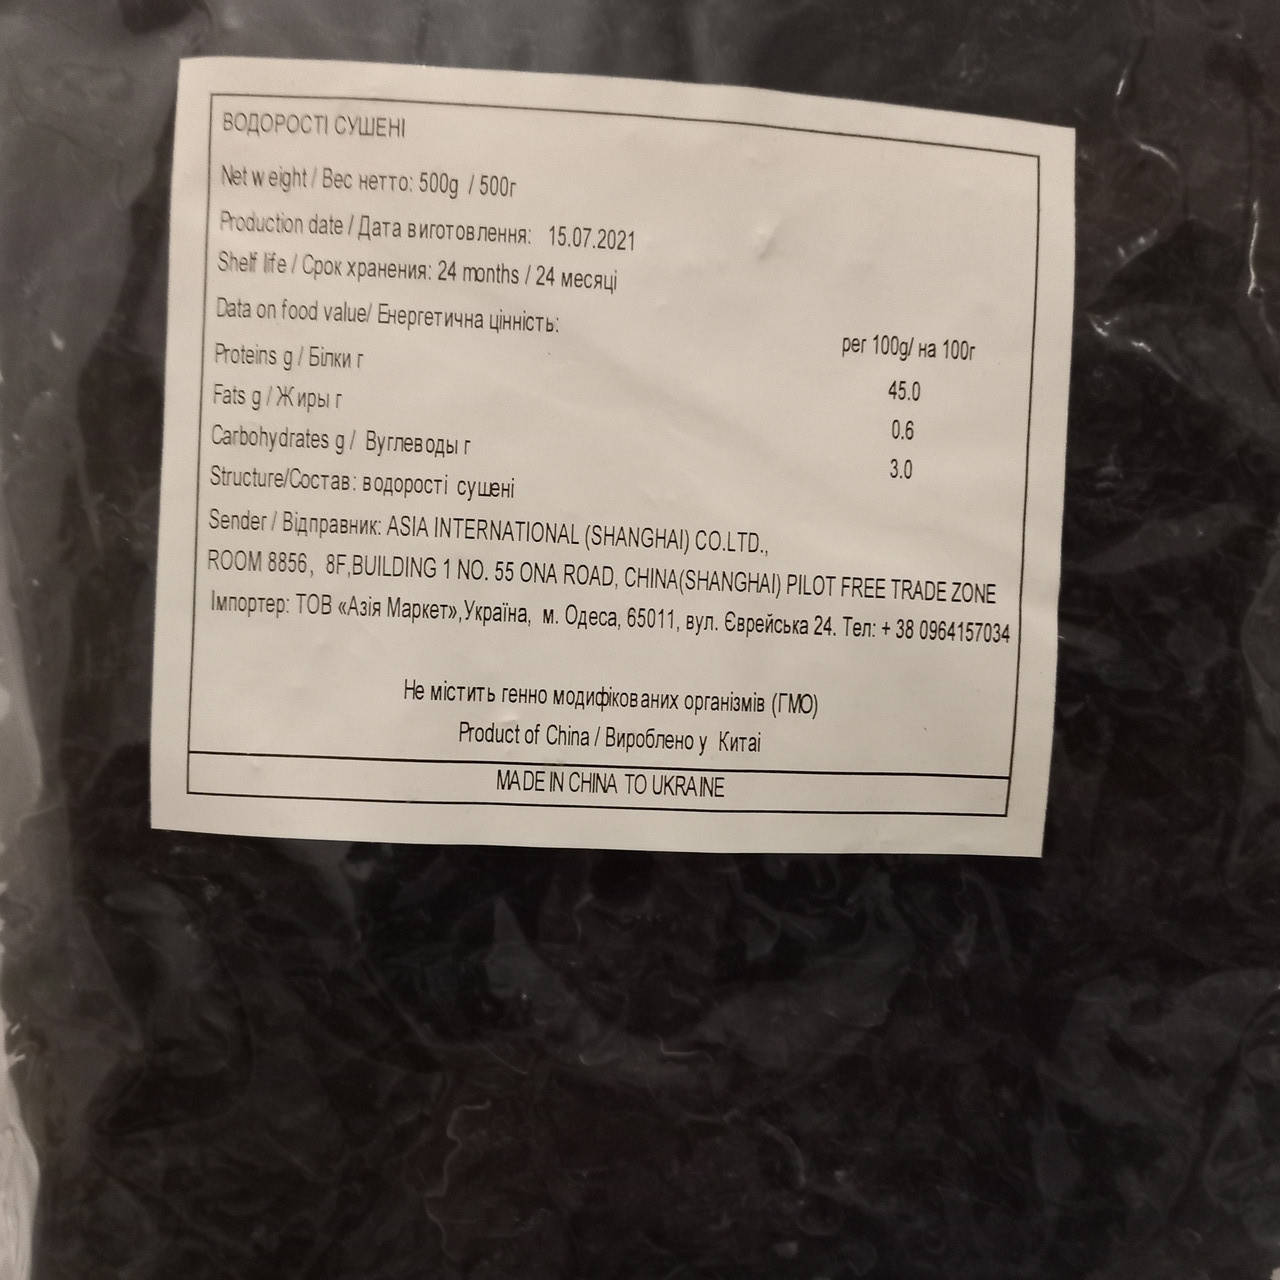 ВОДОРОСТІ СУШЕНІ
Net weight / Вес нетто: 500g / 500г
Production date / Дата виготовлення: 15.07.2021
Shelf life / Срок хранения: 24 months / 24 месяці
Data on food value/ Енергетична цінність:
per 100g/ на 100г
Proteins g / Білки г 45.0
Fats g / Жиры г 0.6
Carbohydrates g / Вуглеводы г 3.0
Structure/Состав: водорості сушені
Sender / Відправник: ASIA INTERNATIONAL (SHANGHAI) CO.LTD.,
ROOM 8856, 8F,BUILDING 1 NO. 55 ONA ROAD, CHINA(SHANGHAI) PILOT FREE TRADE ZONE
Імпортер: ТОВ «Азія Маркет»,Україна, м. Одеса, 65011, вул. Єврейська 24. Тел: + 38 0964157034
Не містить генно модифікованих організмів (ГМО)
Product of China / Вироблено у Китаі
MADE IN CHINA TO UKRAINE